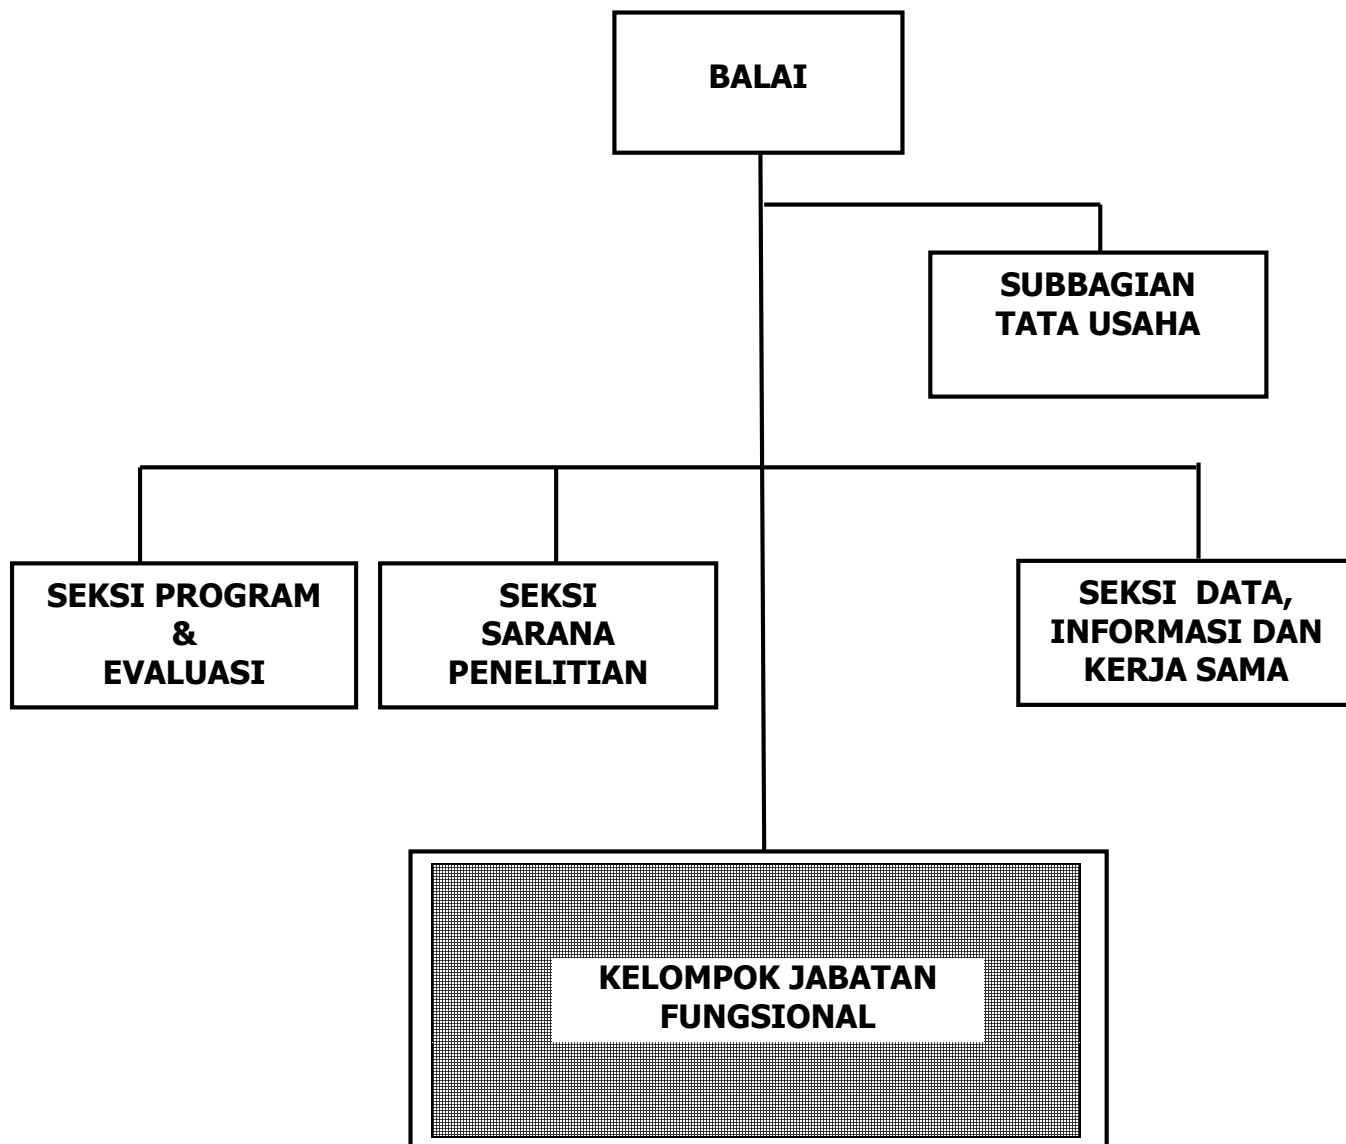 BALAI
SUBBAGIAN
TATA USAHA
SEKSI PROGRAM
&
EVALUASI
SEKSI
SARANA
PENELITIAN
SEKSI DATA,
INFORMASI DAN
KERJA SAMA
KELOMPOK JABATAN
FUNGSIONAL